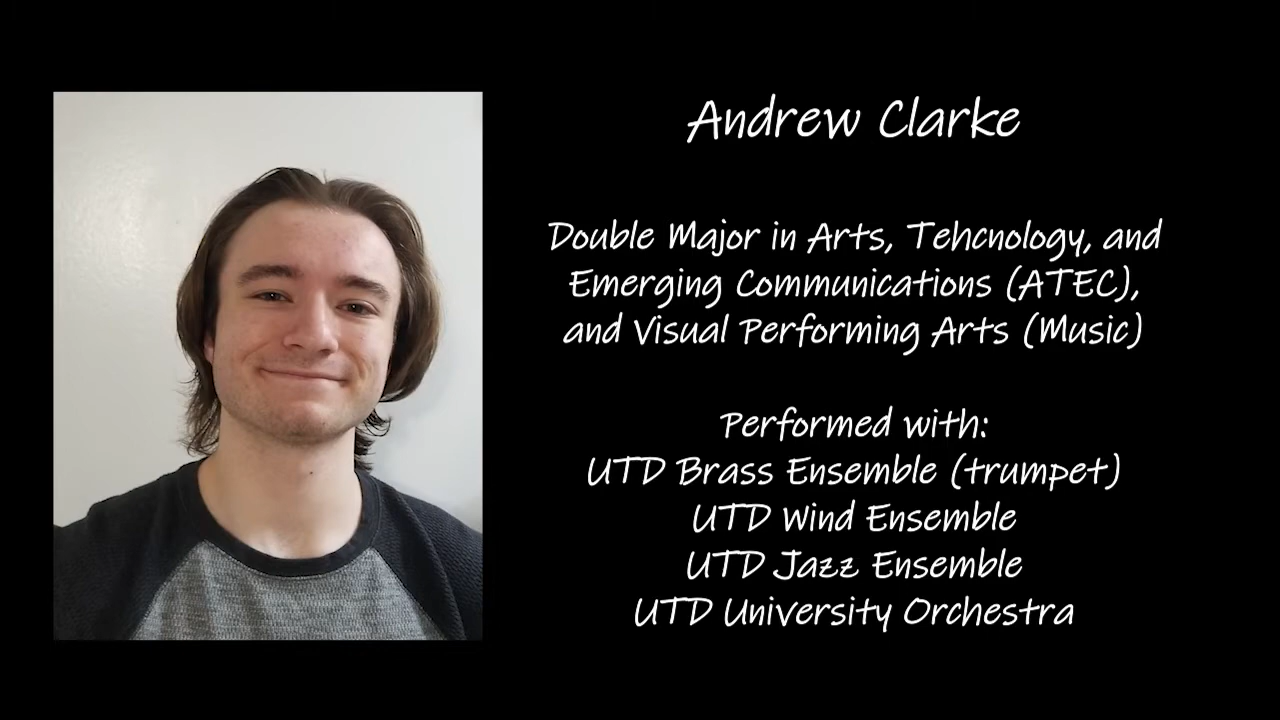 Andrew Clarke
Double Major in Arts, Tehcnology, and
Emerging Communications (ATEC),
and Visual Performing Arts (Music)
Performed with:
UTD Brass Ensemble (trumpet)
UTD Wind Ensemble
UTD Jazz Ensemble
UTD University Orchestra